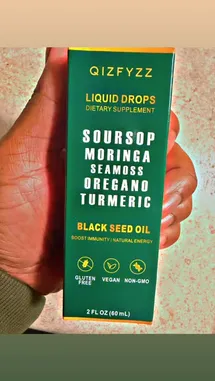 QIZFYZZ
LIQUID DROPS
DIETARY SUPPLEMENT
SOURSOP
MORINGA
SEAMOSS
OREGANO
TURMERIC
BLACK SEED OIL
BOOST IMMUNITY | NATURAL ENERGY
GLUTEN FREE
VEGAN
NON-GMO
2 FL OZ (60 mL)